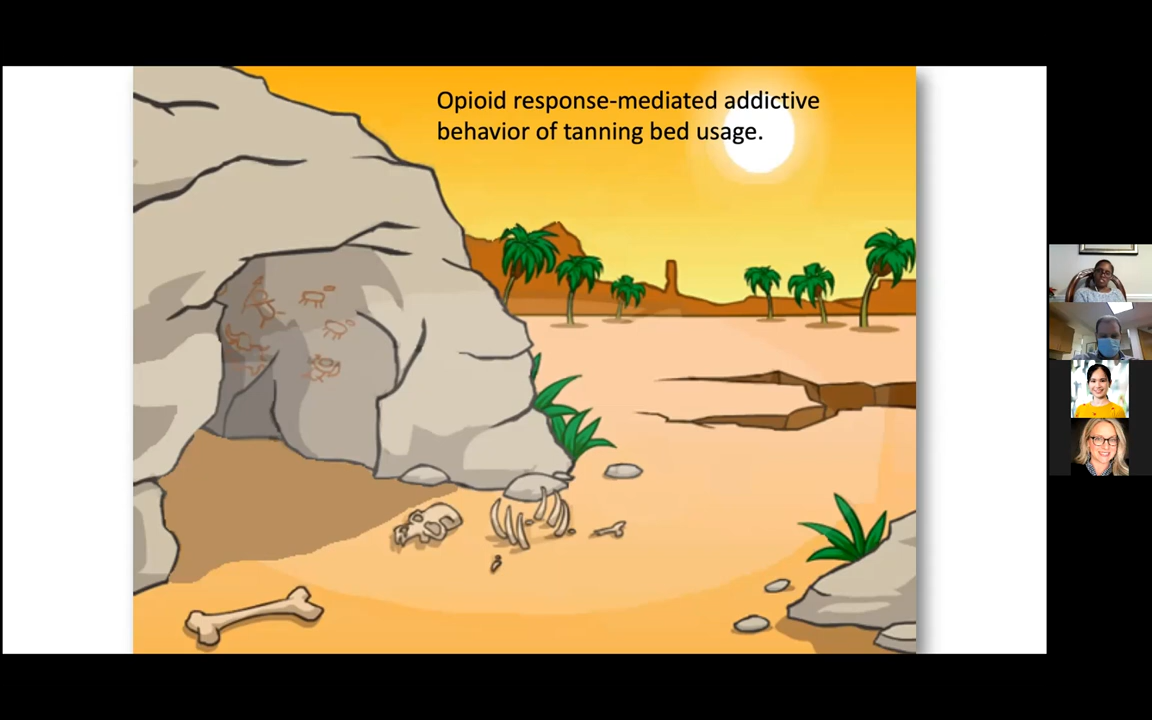 Opioid response-mediated addictive
behavior of tanning bed usage.